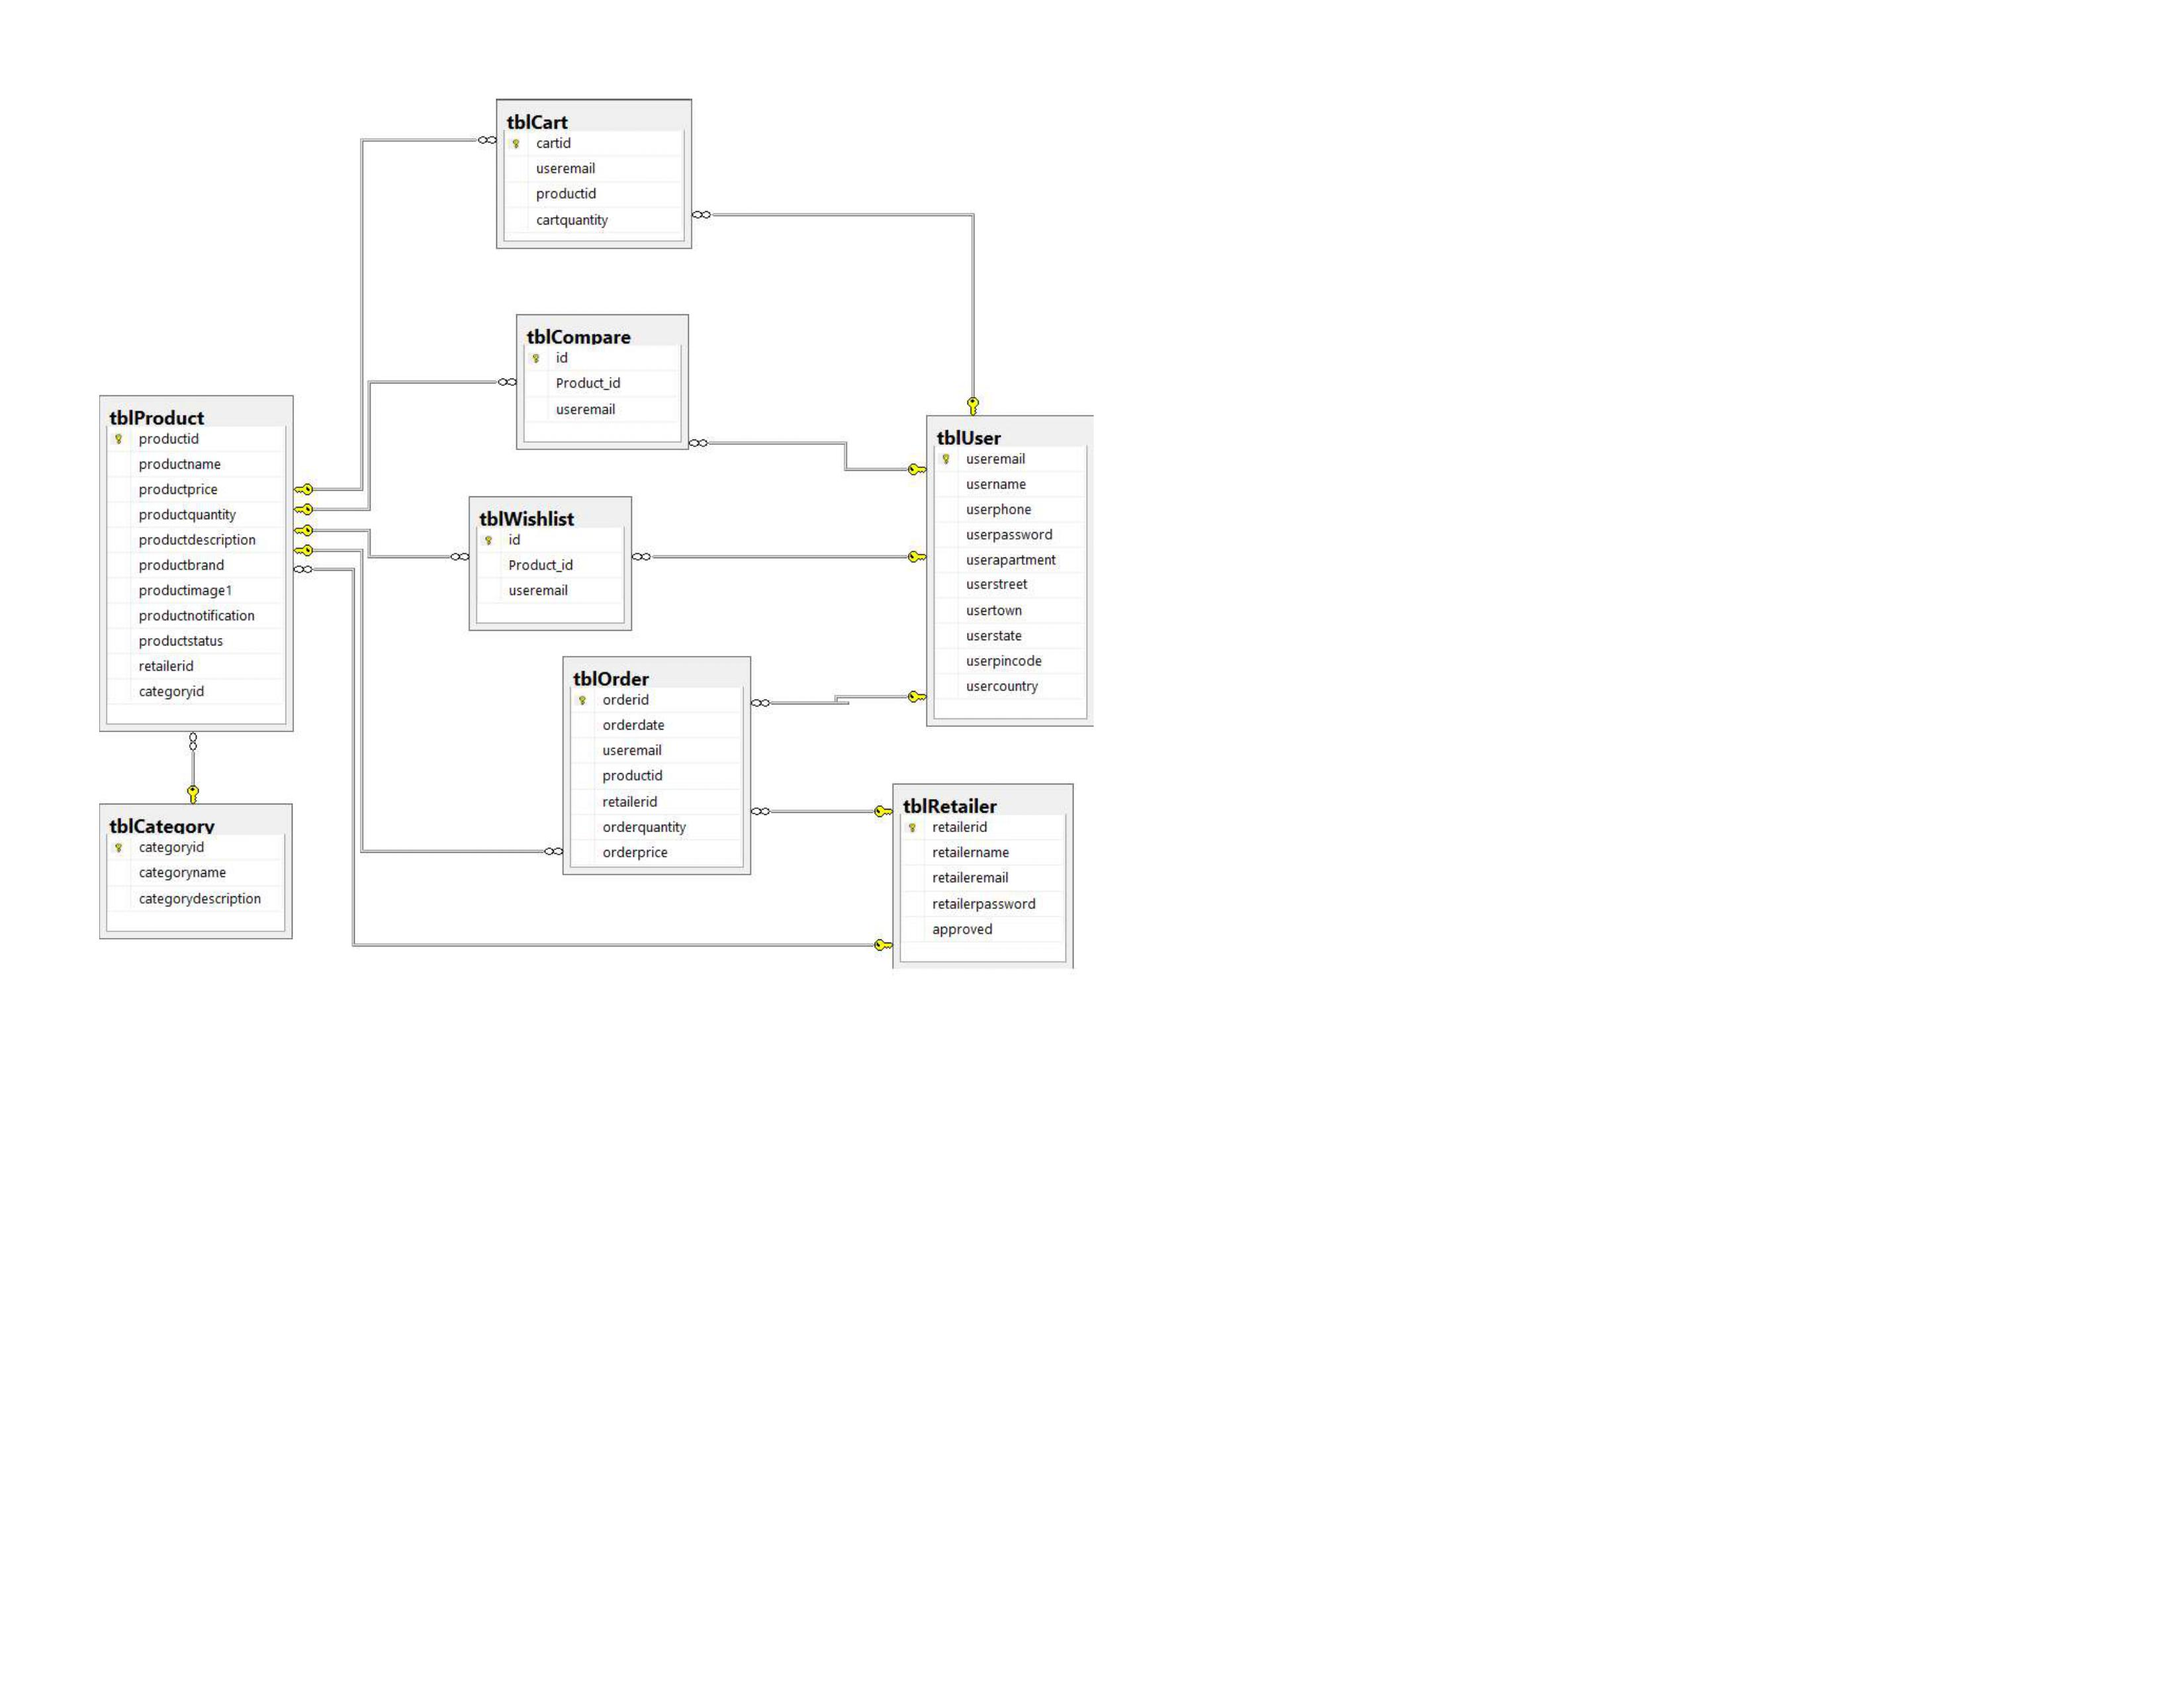 tblCart
cartid
useremail
productid
cartquantity
tblCompare
id
Product_id
useremail
tblProduct
productid
productname
productprice
productquantity
productdescription
productbrand
productimage1
productnotification
productstatus
retailerid
categoryid
tblUser
useremail
username
userphone
userpassword
userapartment
userstreet
usertown
userstate
userpincode
usercountry
tblWishlist
id
Product_id
useremail
tblOrder
orderid
orderdate
useremail
productid
retailerid
orderquantity
orderprice
tblCategory
categoryid
categoryname
categorydescription
tblRetailer
retailerid
retailername
retaileremail
retailerpassword
approved